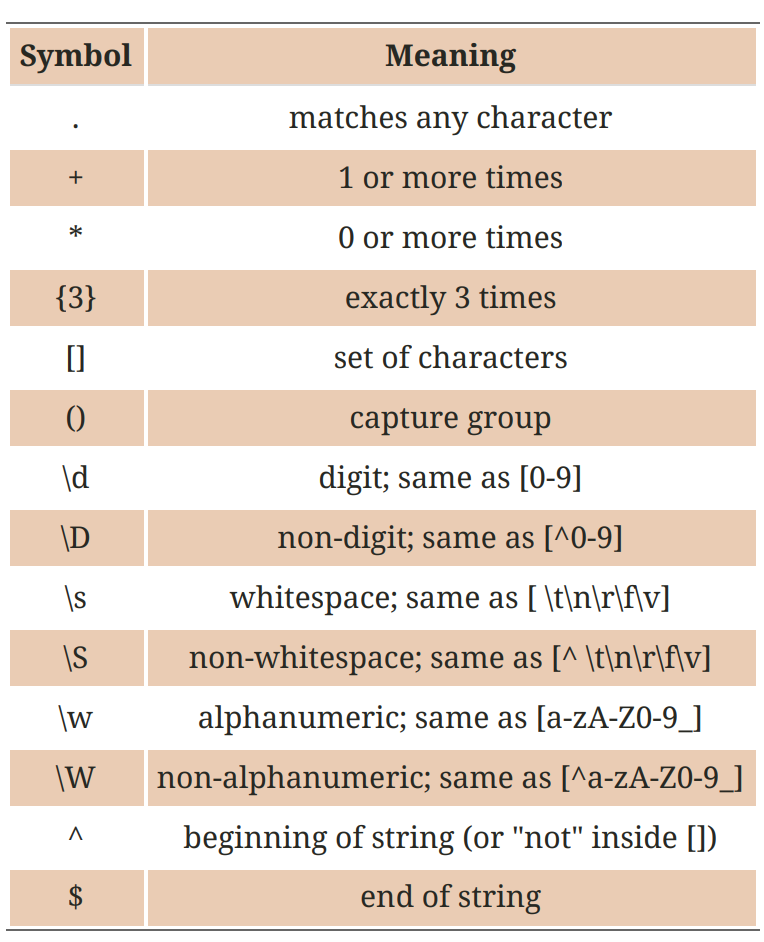 Symbol Meaning
. matches any character
+ 1 or more times
* 0 or more times
{3} exactly 3 times
[] set of characters
() capture group
\d digit; same as [0-9]
\D non-digit; same as [^0-9]
\s whitespace; same as [ \t\n\r\f\v]
\S non-whitespace; same as [^ \t\n\r\f\v]
\w alphanumeric; same as [a-zA-Z0-9_]
\W non-alphanumeric; same as [^a-zA-Z0-9_]
^ beginning of string (or "not" inside [])
$ end of string